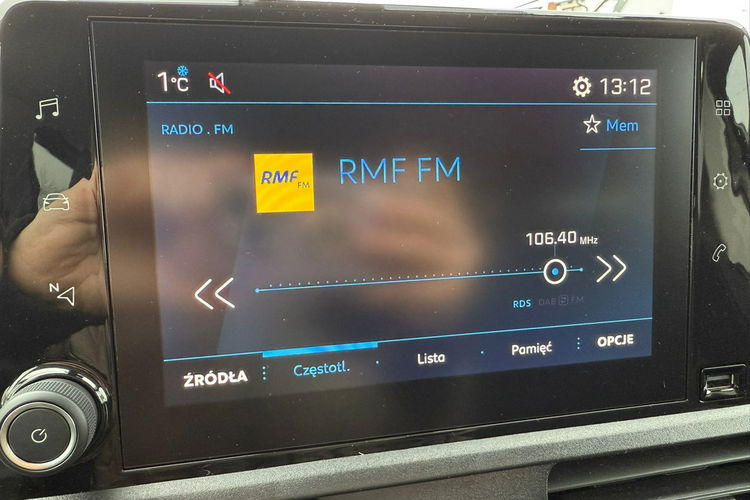 1°C
13:12
RADIO . FM
Mem
RMF FM
RMF FM
106.40 MHz
RDS DAB FM
ŹRÓDŁA
Częstotl.
Lista
Pamięć
OPCJE
N